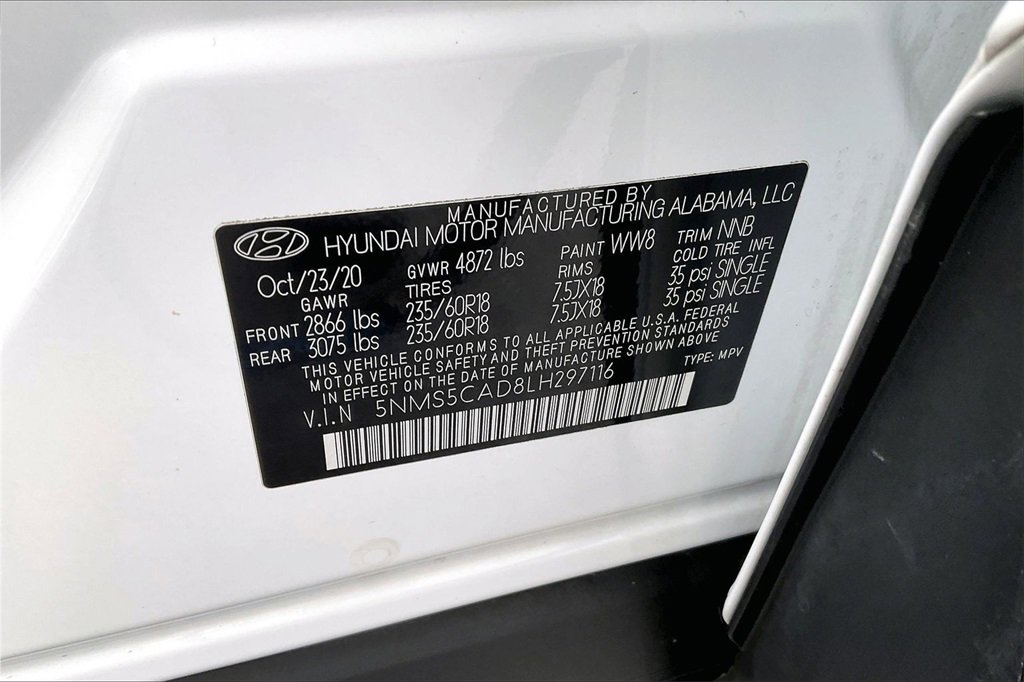 MANUFACTURED BY
HYUNDAI MOTOR MANUFACTURING ALABAMA, LLC
Oct/23/20 GVWR 4872 lbs PAINT WW8 TRIM NNB
GAWR TIRES RIMS COLD TIRE INFL
FRONT 2866 lbs 235/60R18 7.5JX18 35 psi SINGLE
REAR 3075 lbs 235/60R18 7.5JX18 35 psi SINGLE
THIS VEHICLE CONFORMS TO ALL APPLICABLE U.S.A. FEDERAL
MOTOR VEHICLE SAFETY AND THEFT PREVENTION STANDARDS
IN EFFECT ON THE DATE OF MANUFACTURE SHOWN ABOVE
V.I.N 5NMS5CAD8LH297116 TYPE: MPV